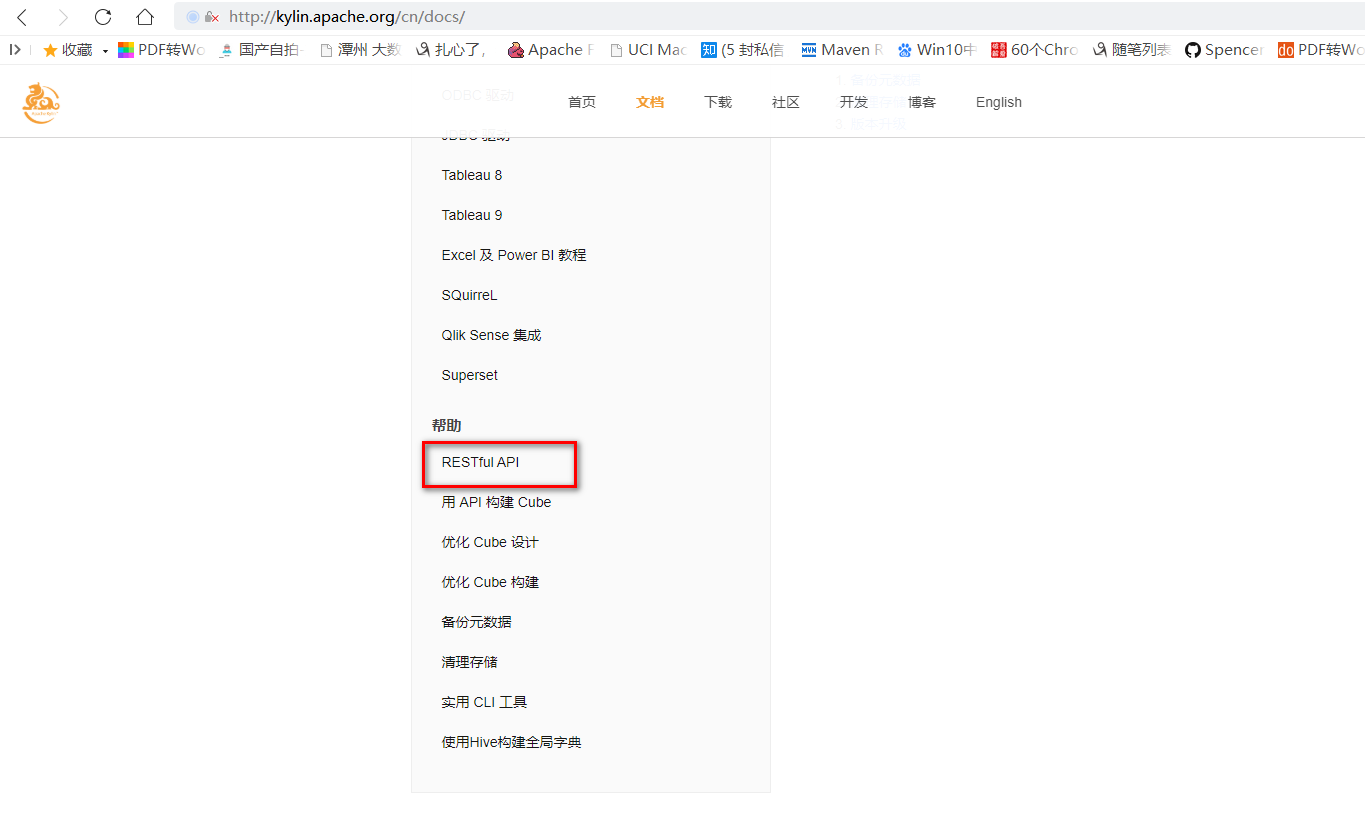 http://kylin.apache.org/cn/docs/
收藏 PDF转Wo 国产自拍- 潭州 大数 扎心了, Apache F UCI Mac 知 (5 封私信 Maven R Win10中 60个Chro 随笔列表 Spencer do PDF转Wo
首页 文档 下载 社区 开发 博客 English
ODBC 驱动
1. 备份元数据
3. 版本升级
JDBC 驱动
Tableau 8
Tableau 9
Excel 及 Power BI 教程
SQuirreL
Qlik Sense 集成
Superset
帮助
RESTful API
用 API 构建 Cube
优化 Cube 设计
优化 Cube 构建
备份元数据
清理存储
实用 CLI 工具
使用Hive构建全局字典